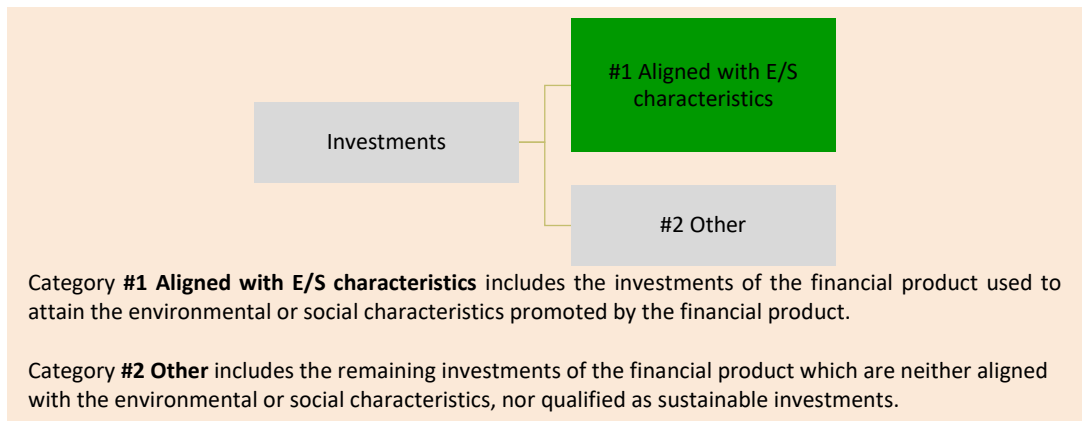 #1 Aligned with E/S
characteristics
Investments
#2 Other
Category #1 Aligned with E/S characteristics includes the investments of the financial product used to
attain the environmental or social characteristics promoted by the financial product.
Category #2 Other includes the remaining investments of the financial product which are neither aligned
with the environmental or social characteristics, nor qualified as sustainable investments.